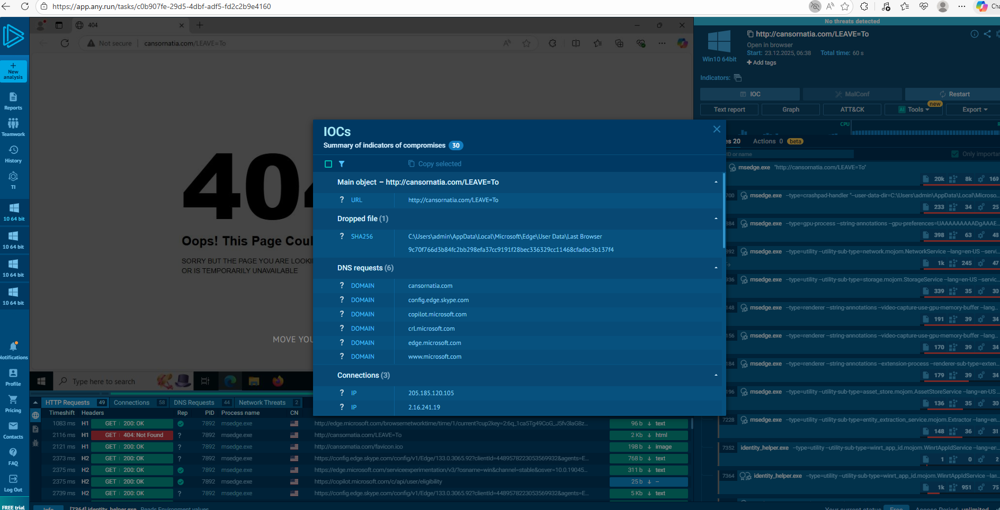 https://app.any.run/tasks/c0b907fe-29d5-4dbf-adf5-fd2c2b9e4160
Cha
404
Not secure
cansornatia.com/LEAVE=To
404
Oops! This Page Coul
SORRY BUT THE PAGE YOU ARE LOOKI
OR IS TEMPORARILY UNAVAILABLE
MOVE YOU
Type here to search
New analysis
Reports
Teamwork
History
TI
10 64 bit
10 64 bit
10 64 bit
10 64 bit
Notifications
Profile
Pricing
Contacts
FAQ
Log Out
FREE trial
No threats detected
http://cansornatia.com/LEAVE=To
Open in browser
Win10 64bit
Start: 23.12.2025, 06:38 Total time: 60 s
Add tags
Indicators:
IOC MalConf Restart
Text report Graph ATT&CK AI Tools new Export
CPU
es 20 Actions 0 beta
ID or name Only importan
msedge.exe "http://cansornatia.com/LEAVE=To"
20k 8k 169
700 msedge.exe --type=crashpad-handler "--user-data-dir=C:\Users\admin\AppData\Local\Microso...
233 34 25
884 msedge.exe --type=gpu-process --string-annotations --gpu-preferences=UAAAAAAAAADgAAAE...
398 63 48
892 msedge.exe --type=utility --utility-sub-type=network.mojom.NetworkService --lang=en-US --servi...
1k 245 47
936 msedge.exe --type=utility --utility-sub-type=storage.mojom.StorageService --lang=en-US --servic...
339 35 30
148 msedge.exe --type=renderer --string-annotations --video-capture-use-gpu-memory-buffer --lang...
191 39 34
156 msedge.exe --type=renderer --string-annotations --video-capture-use-gpu-memory-buffer --lang...
170 39 34
184 msedge.exe --type=renderer --string-annotations --extension-process --renderer-sub-type=exten...
179 39 34
196 msedge.exe --type=utility --utility-sub-type=asset_store.mojom.AssetStoreService --lang=en-US ...
136 35 30
7228 msedge.exe --type=utility --utility-sub-type=entity_extraction_service.mojom.Extractor --lang=en...
148 36 31
7352 identity_helper.exe --type=utility --utility-sub-type=winrt_app_id.mojom.WinrtAppIdService --lang=en...
1 0 2
7364 identity_helper.exe --type=utility --utility-sub-type=winrt_app_id.mojom.WinrtAppIdService --lan...
1k 951 75
IOCs
Summary of indicators of compromises 30
Copy selected
Main object – http://cansornatia.com/LEAVE=To
? URL http://cansornatia.com/LEAVE=To
Dropped file (1)
? SHA256 C:\Users\admin\AppData\Local\Microsoft\Edge\User Data\Last Browser
9c70f766d3b84fc2bb298efa37cc9191f28bec336329cc11468cfadbc3b137f4
DNS requests (6)
? DOMAIN cansornatia.com
? DOMAIN config.edge.skype.com
? DOMAIN copilot.microsoft.com
? DOMAIN crl.microsoft.com
? DOMAIN edge.microsoft.com
? DOMAIN www.microsoft.com
Connections (3)
? IP 205.185.120.105
? IP 2.16.241.19
HTTP Requests 49 Connections 58 DNS Requests 44 Network Threats 2
Timeshift Headers Rep PID Process name CN
1083 ms H1 GET 200: OK 7892 msedge.exe http://edge.microsoft.com/browsernetworktime/time/1/current?cup2key=2:6q_1ca5Tg49CoG_J5fv3laG8z... 96 b text
2116 ms H1 GET 404: Not Found ? 7892 msedge.exe http://cansornatia.com/LEAVE=To 2 Kb html
2121 ms H1 GET 200: OK ? 7892 msedge.exe http://cansornatia.com/favicon.ico 198 b image
2373 ms H2 GET 200: OK ? 7892 msedge.exe https://config.edge.skype.com/config/v1/Edge/133.0.3065.92?clientId=4489578223053569932&agents=E... 768 b text
2375 ms H2 GET 200: OK 7892 msedge.exe https://edge.microsoft.com/serviceexperimentation/v3/?osname=win&channel=stable&osver=10.0.19045... 311 b text
2375 ms H2 GET 200: OK 7892 msedge.exe https://copilot.microsoft.com/c/api/user/eligibility 25 b –
2739 ms H2 GET 200: OK ? 7892 msedge.exe https://config.edge.skype.com/config/v1/Edge/133.0.3065.92?clientId=4489578223053569932&agents=E... 5 Kb text
Info [7364] identity_helper.exe Reads Environment values
Your current status Free Access Period: unlimited